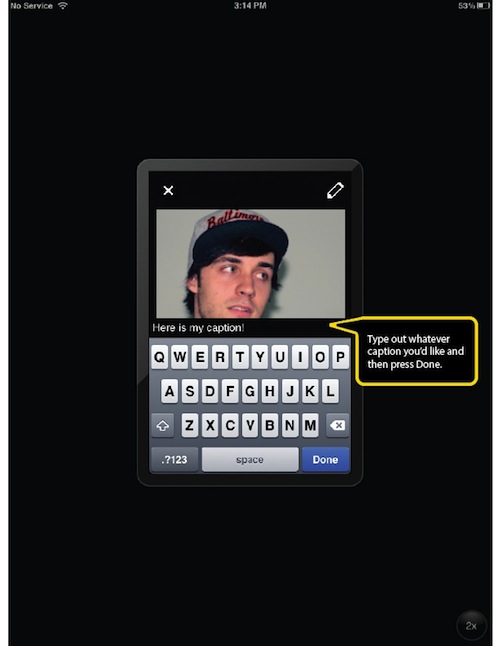 No Service 3:14 PM 53%
Baltimore
Here is my caption!
Type out whatever
caption you'd like and
then press Done.
Q W E R T Y U I O P
A S D F G H J K L
Z X C V B N M
.?123 space Done
2x